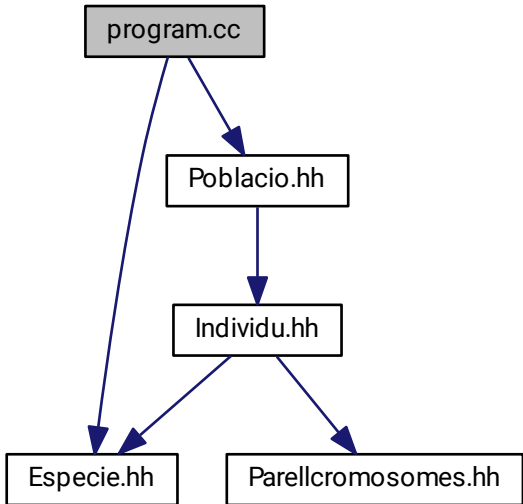 program.cc
Poblacio.hh
Individu.hh
Especie.hh
Parellcromosomes.hh